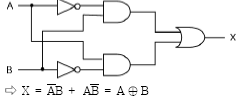 A
X
B
⇨ X = A̅B + AB̅ = A ⊕ B